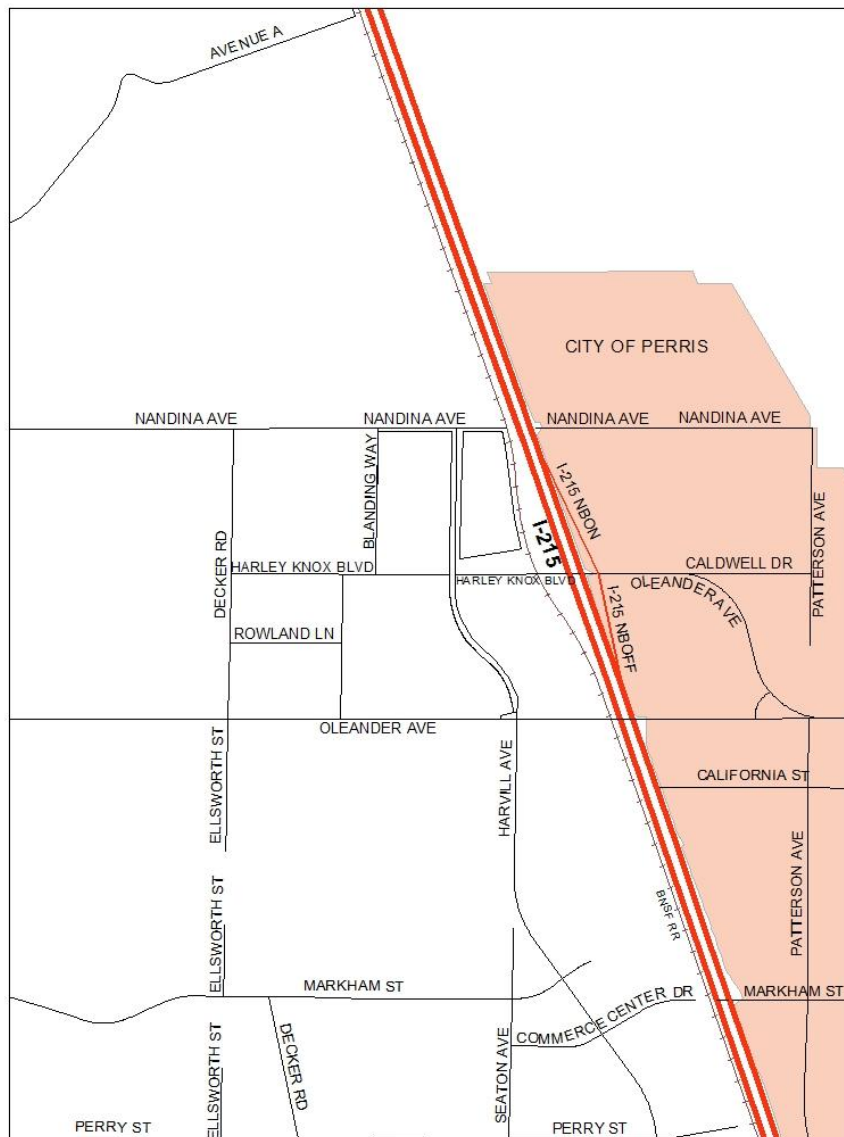 AVENUE A
CITY OF PERRIS
NANDINA AVE
NANDINA AVE
NANDINA AVE
NANDINA AVE
BLANDING WAY
I-215 NBON
I-215
DECKER RD
PATTERSON AVE
HARLEY KNOX BLVD
HARLEY KNOX BLVD
CALDWELL DR
OLEANDER AVE
I-215 NBOFF
ROWLAND LN
OLEANDER AVE
ELLSWORTH ST
HARVILL AVE
CALIFORNIA ST
PATTERSON AVE
BNSF RR
ELLSWORTH ST
MARKHAM ST
MARKHAM ST
COMMERCE CENTER DR
DECKER RD
ELLSWORTH ST
SEATON AVE
PERRY ST
PERRY ST